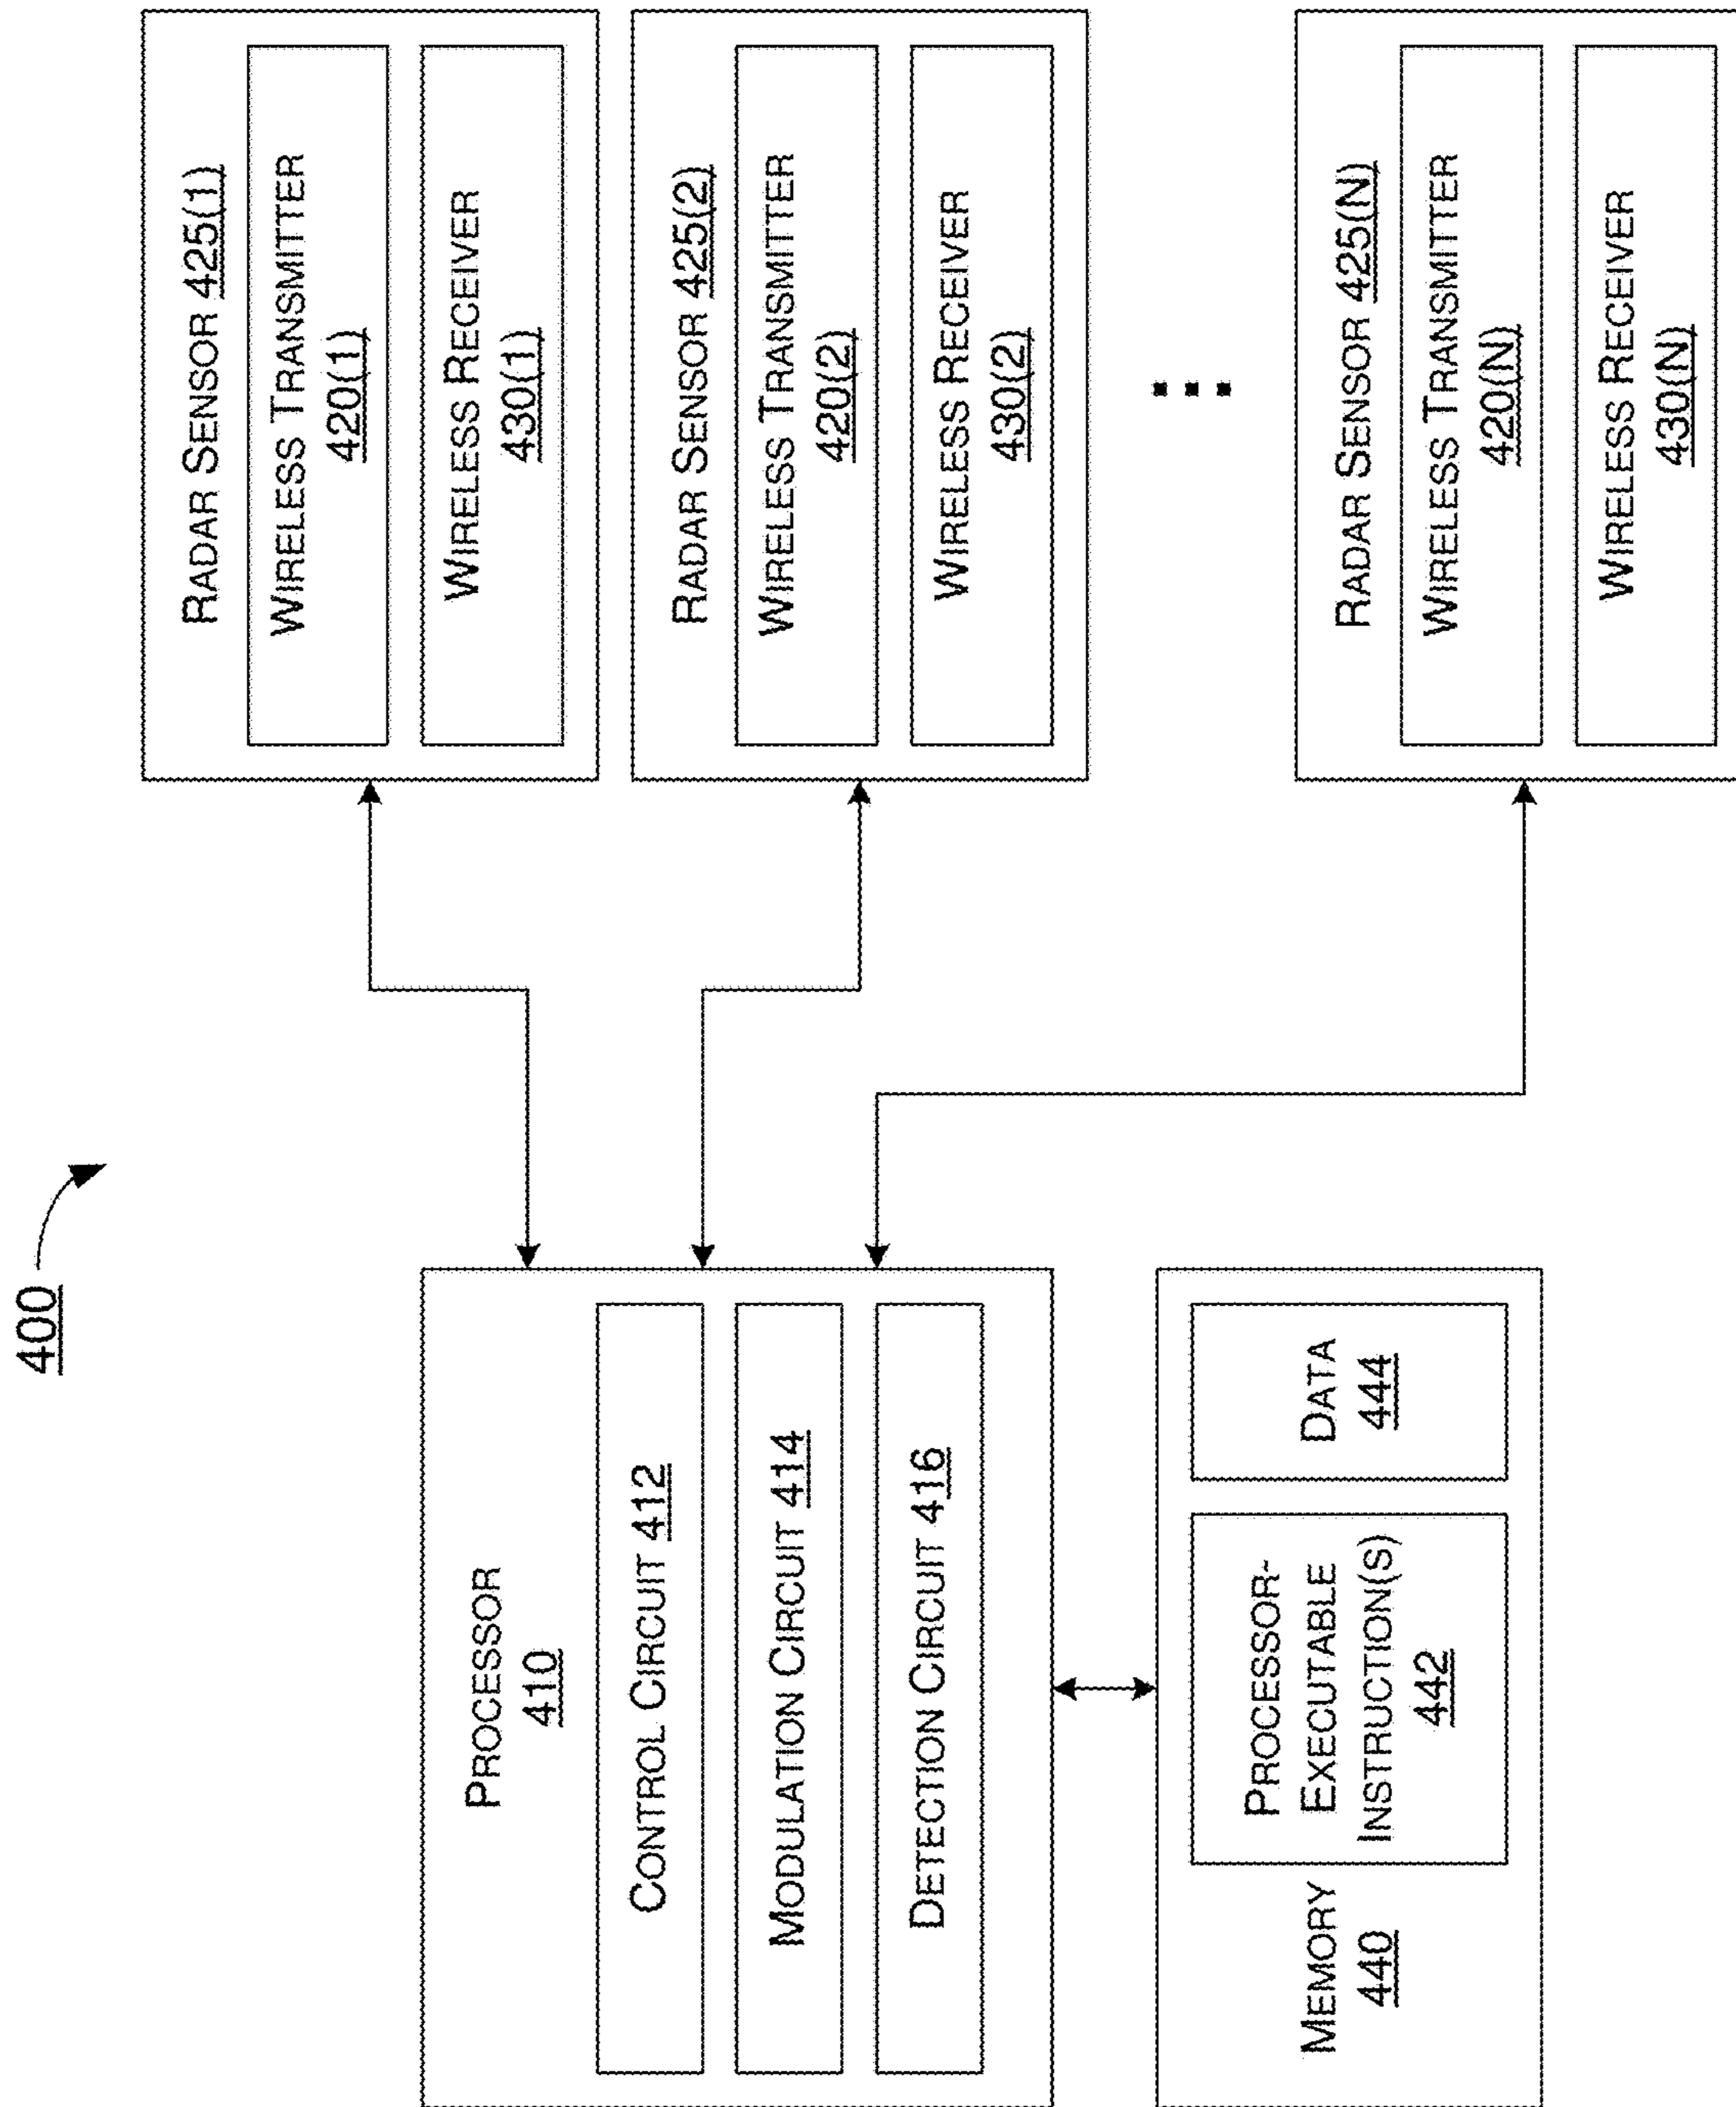 400
PROCESSOR
410
CONTROL CIRCUIT 412
MODULATION CIRCUIT 414
DETECTION CIRCUIT 416
MEMORY
440
PROCESSOR-
EXECUTABLE
INSTRUCTION(S)
442
DATA
444
RADAR SENSOR 425(1)
WIRELESS TRANSMITTER
420(1)
WIRELESS RECEIVER
430(1)
RADAR SENSOR 425(2)
WIRELESS TRANSMITTER
420(2)
WIRELESS RECEIVER
430(2)
RADAR SENSOR 425(N)
WIRELESS TRANSMITTER
420(N)
WIRELESS RECEIVER
430(N)